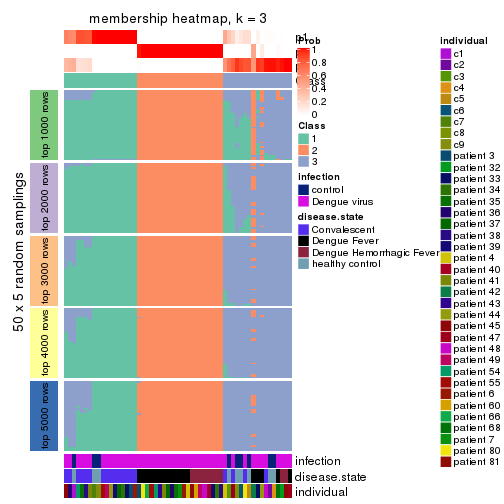 membership heatmap, k = 3
p1
Prob
1
0.8
0.6
0.4
0.2
0
Class
1
2
3
infection
control
Dengue virus
disease.state
Convalescent
Dengue Fever
Dengue Hemorrhagic Fever
healthy control
individual
c1
c2
c3
c4
c5
c6
c7
c8
c9
patient 3
patient 32
patient 33
patient 34
patient 35
patient 36
patient 37
patient 38
patient 39
patient 4
patient 40
patient 41
patient 42
patient 43
patient 44
patient 45
patient 47
patient 48
patient 49
patient 54
patient 55
patient 6
patient 60
patient 66
patient 68
patient 7
patient 80
patient 81
50 x 5 random samplings
top 1000 rows
top 2000 rows
top 3000 rows
top 4000 rows
top 5000 rows
infection
disease.state
individual